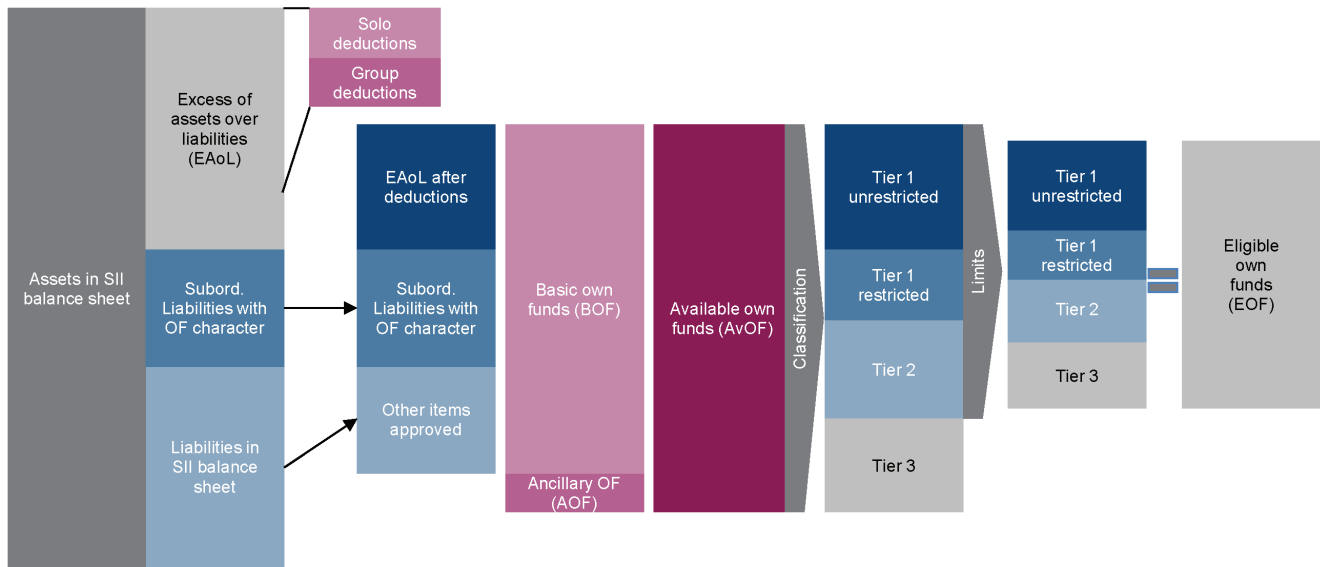 Assets in SII
balance sheet
Excess of
assets over
liabilities
(EAoL)
Subord.
Liabilities with
OF character
Liabilities in
SII balance
sheet
Solo
deductions
Group
deductions
EAoL after
deductions
Subord.
Liabilities with
OF character
Other items
approved
Basic own
funds (BOF)
Ancillary OF
(AOF)
Available own
funds (AvOF)
Classification
Tier 1
unrestricted
Tier 1
restricted
Tier 2
Tier 3
Limits
Tier 1
unrestricted
Tier 1
restricted
Tier 2
Tier 3
Eligible
own
funds
(EOF)